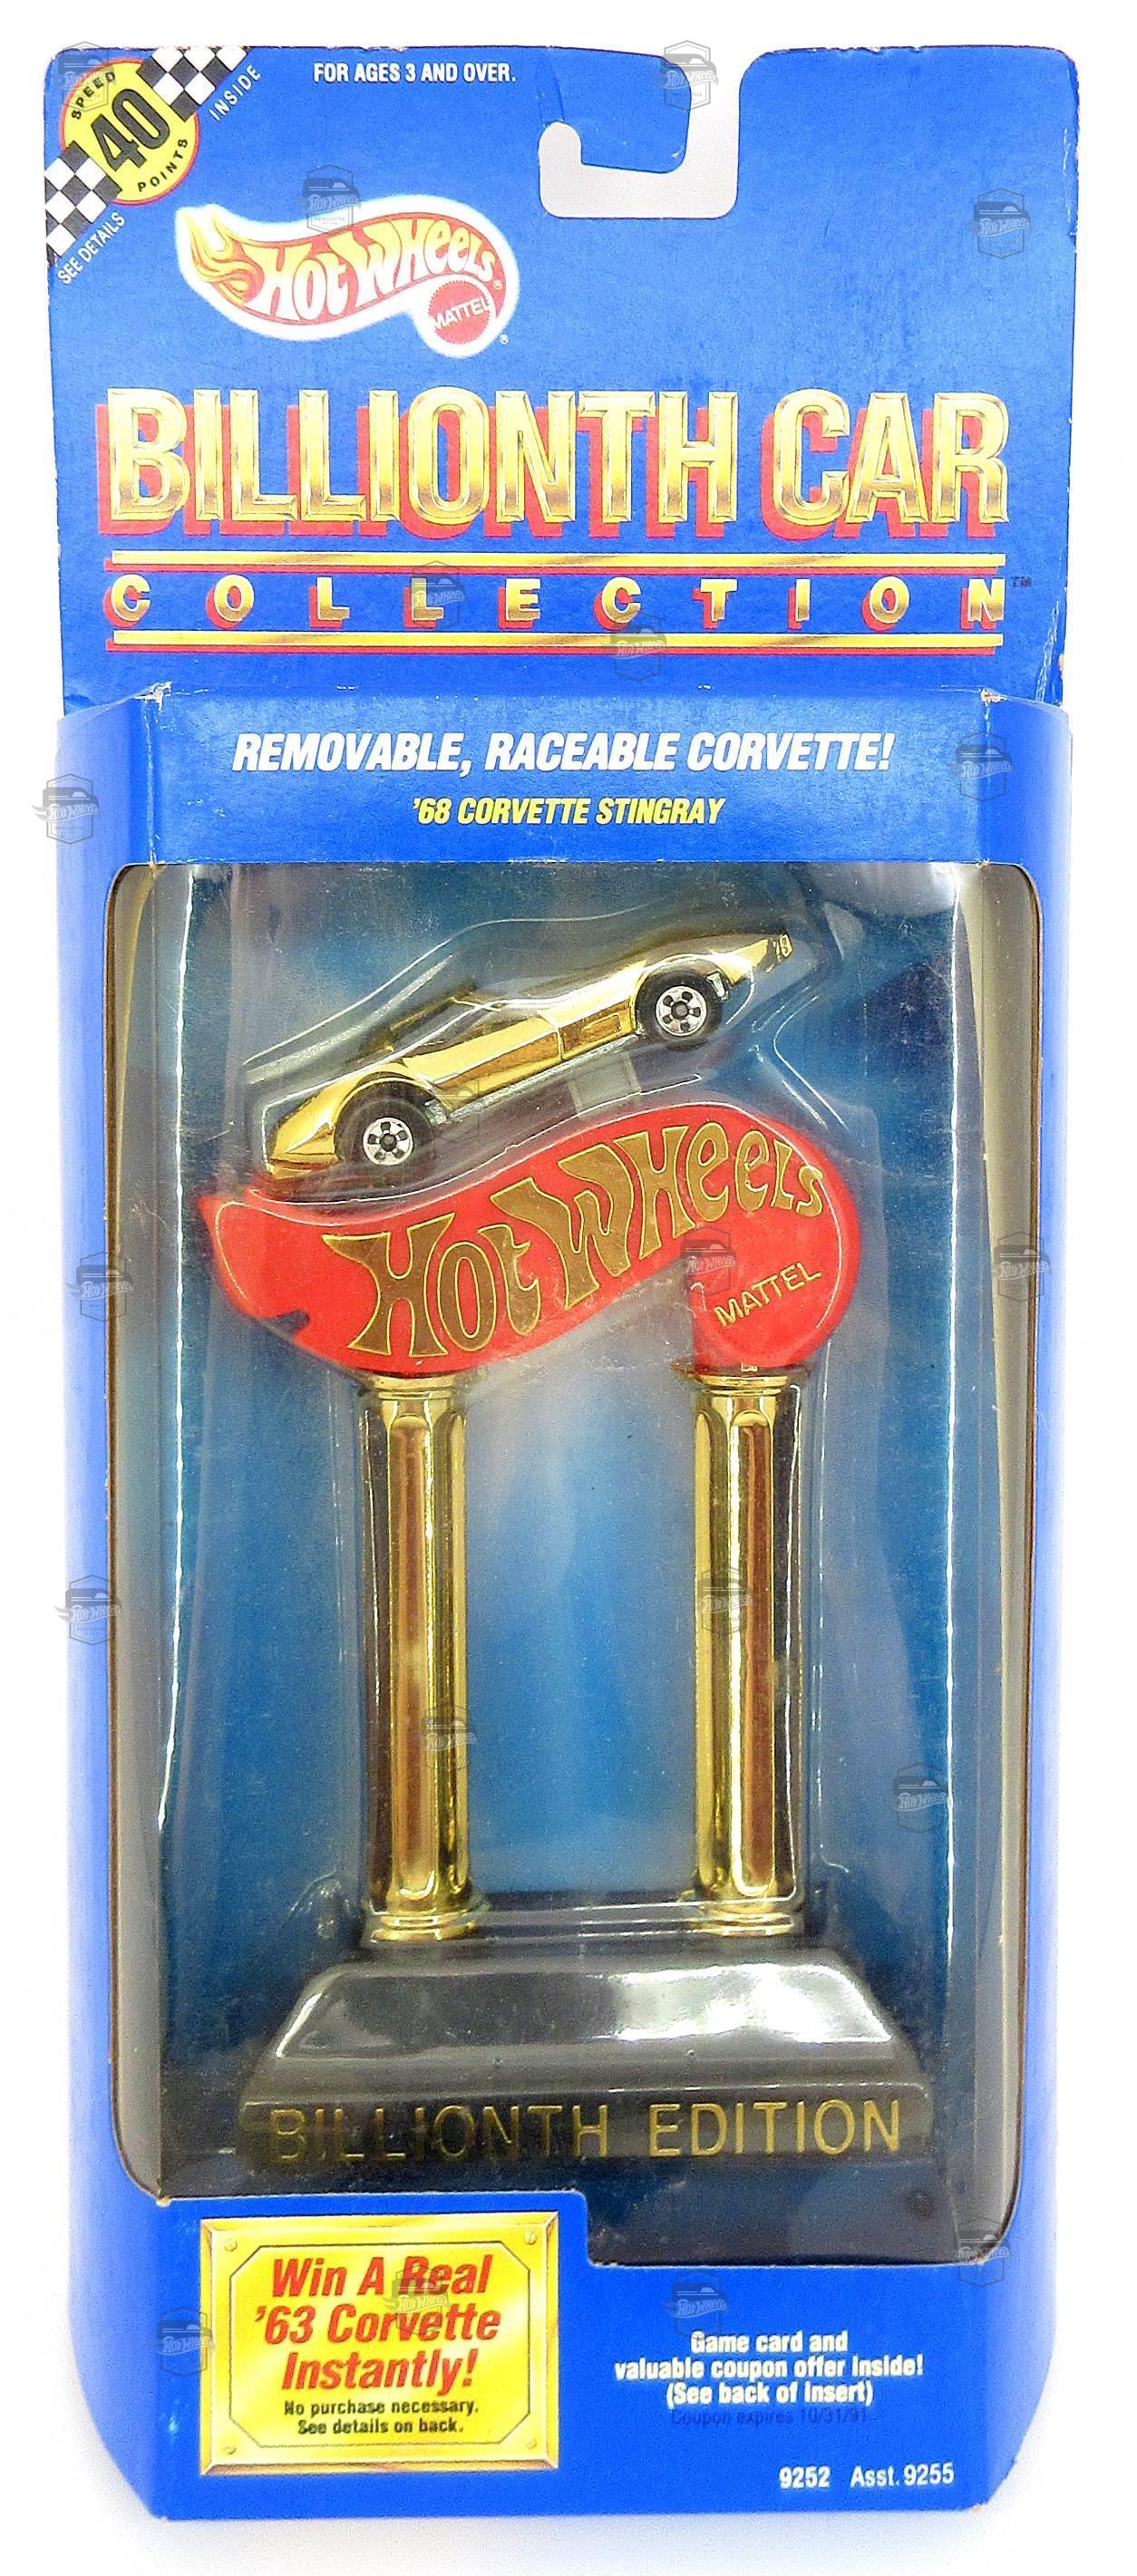 FOR AGES 3 AND OVER.
SPEED
40
POINTS
INSIDE
SEE DETAILS
Hot Wheels®
MATTEL®
BILLIONTH CAR
COLLECTION™
REMOVABLE, RACEABLE CORVETTE!
'68 CORVETTE STINGRAY
Hot Wheels
MATTEL
BILLIONTH EDITION
Win A Real
'63 Corvette
Instantly!
No purchase necessary.
See details on back.
Game card and
valuable coupon offer inside!
(See back of insert)
Coupon expires 10/31/91.
9252 Asst. 9255